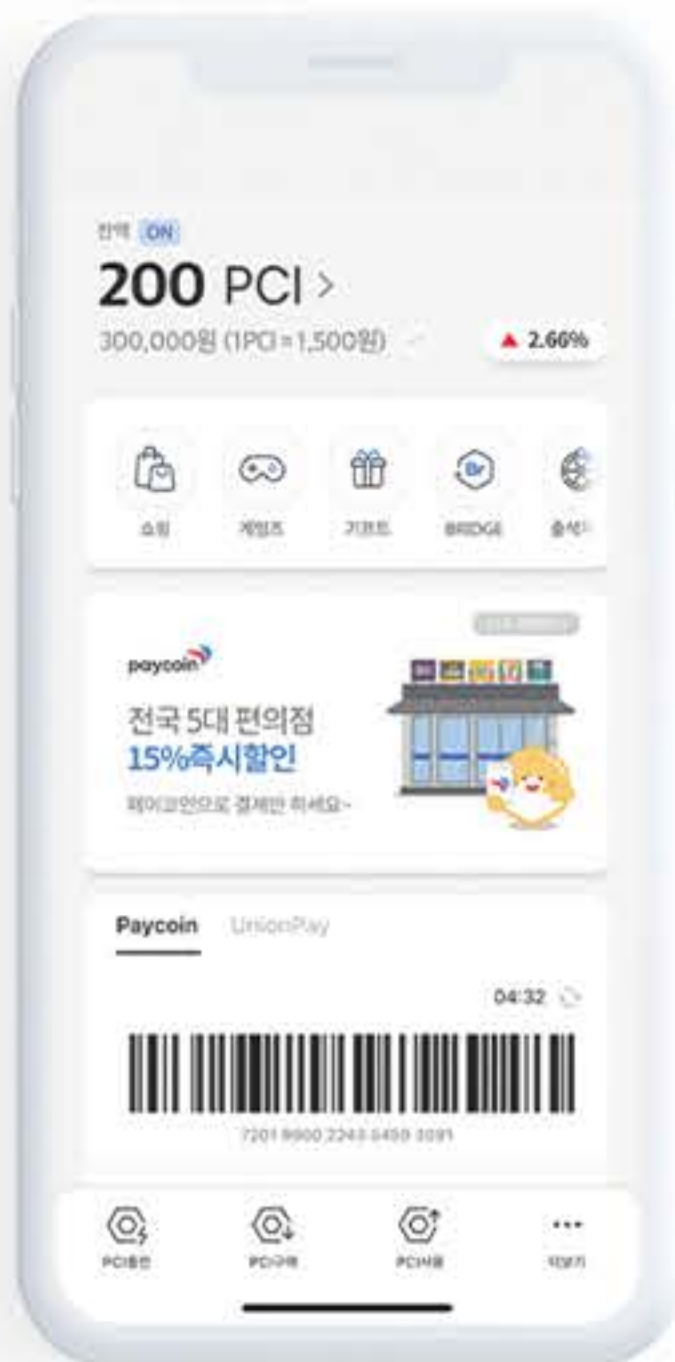 잔액 ON
200 PCI >
300,000원 (1PCI = 1,500원)
▲ 2.66%
쇼핑
게임즈
기프트
BRIDGE
paycoin
전국 5대 편의점
15%즉시할인
페이코인으로 결제만 하세요~
Paycoin UnionPay
04:32
PCI충전
PCI구매
PCI사용
더보기